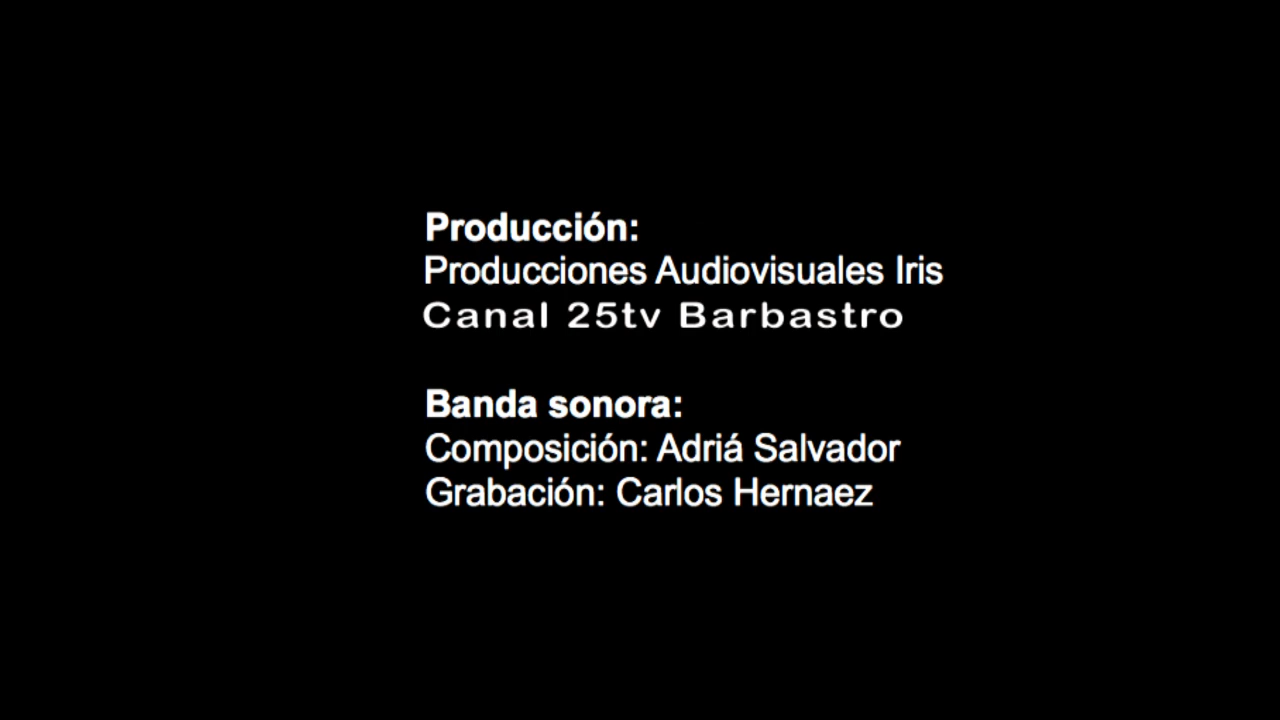 Producción:
Producciones Audiovisuales Iris
Canal 25tv Barbastro
Banda sonora:
Composición: Adriá Salvador
Grabación: Carlos Hernaez